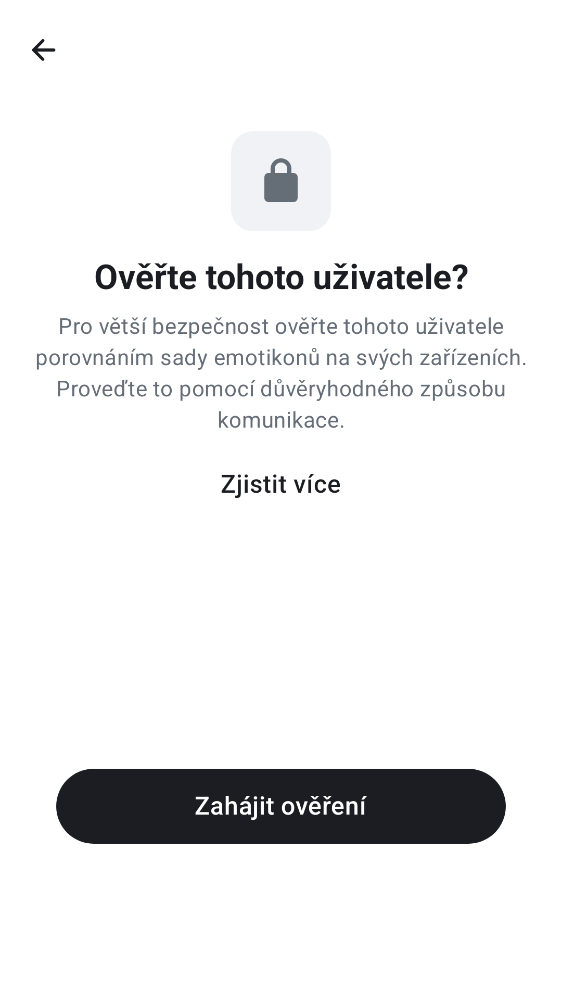 Ověřte tohoto uživatele?
Pro větší bezpečnost ověřte tohoto uživatele
porovnáním sady emotikonů na svých zařízeních.
Proveďte to pomocí důvěryhodného způsobu
komunikace.
Zjistit více
Zahájit ověření